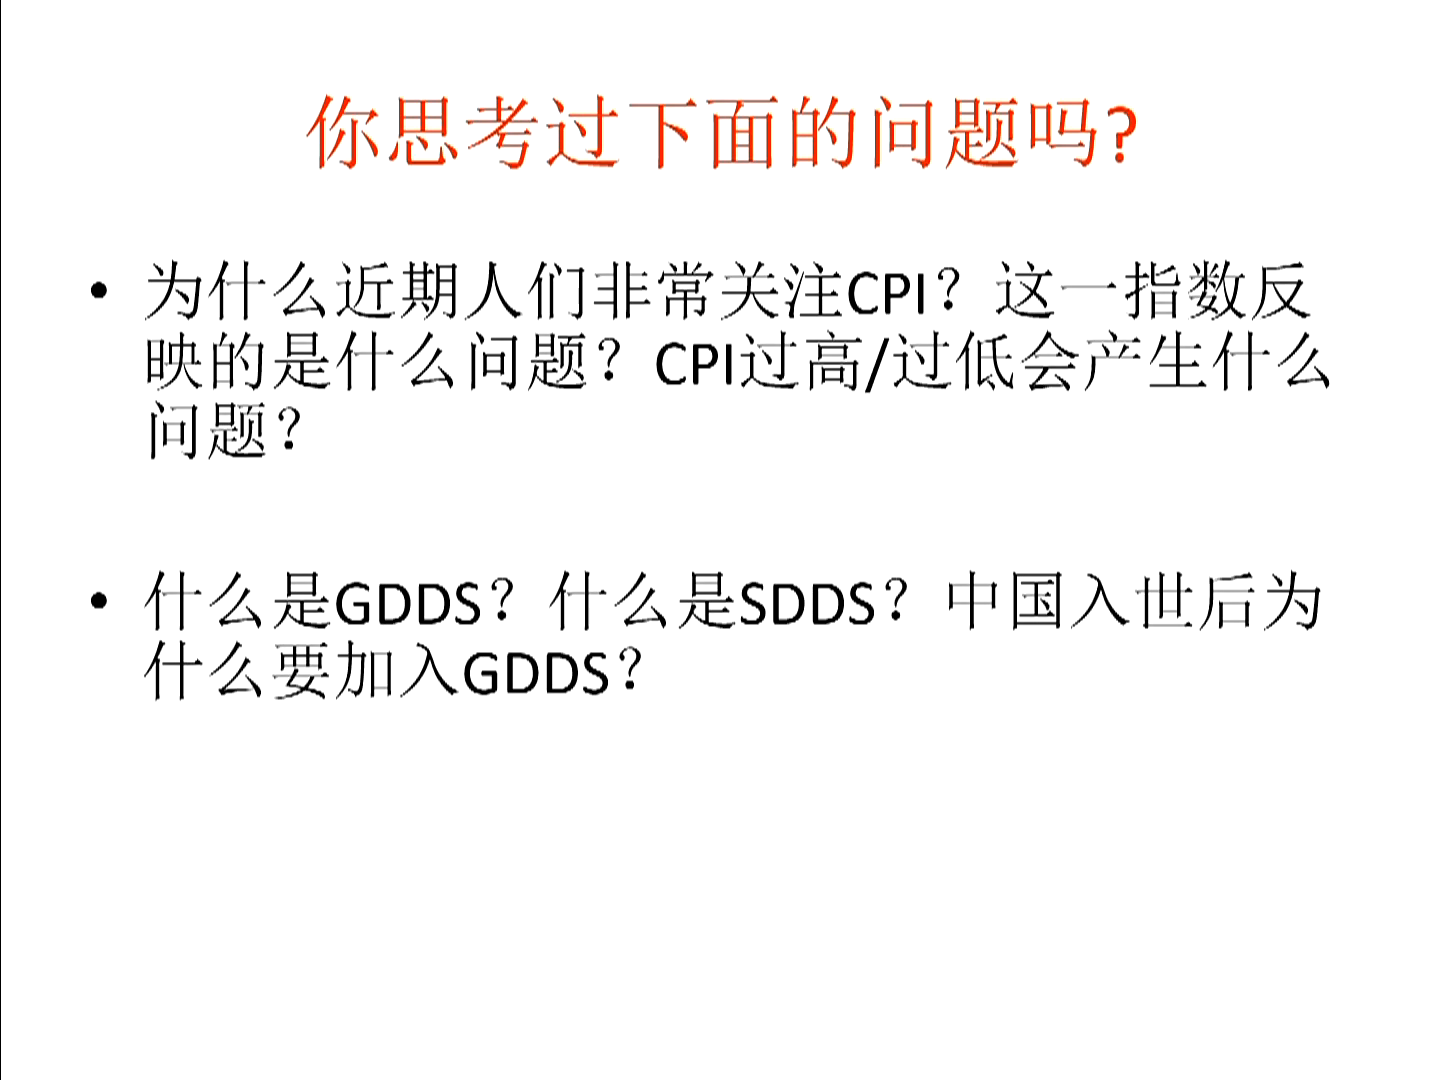 你思考过下面的问题吗?
• 为什么近期人们非常关注CPI？这一指数反
映的是什么问题？CPI过高/过低会产生什么
问题？
• 什么是GDDS？什么是SDDS？中国入世后为
什么要加入GDDS？